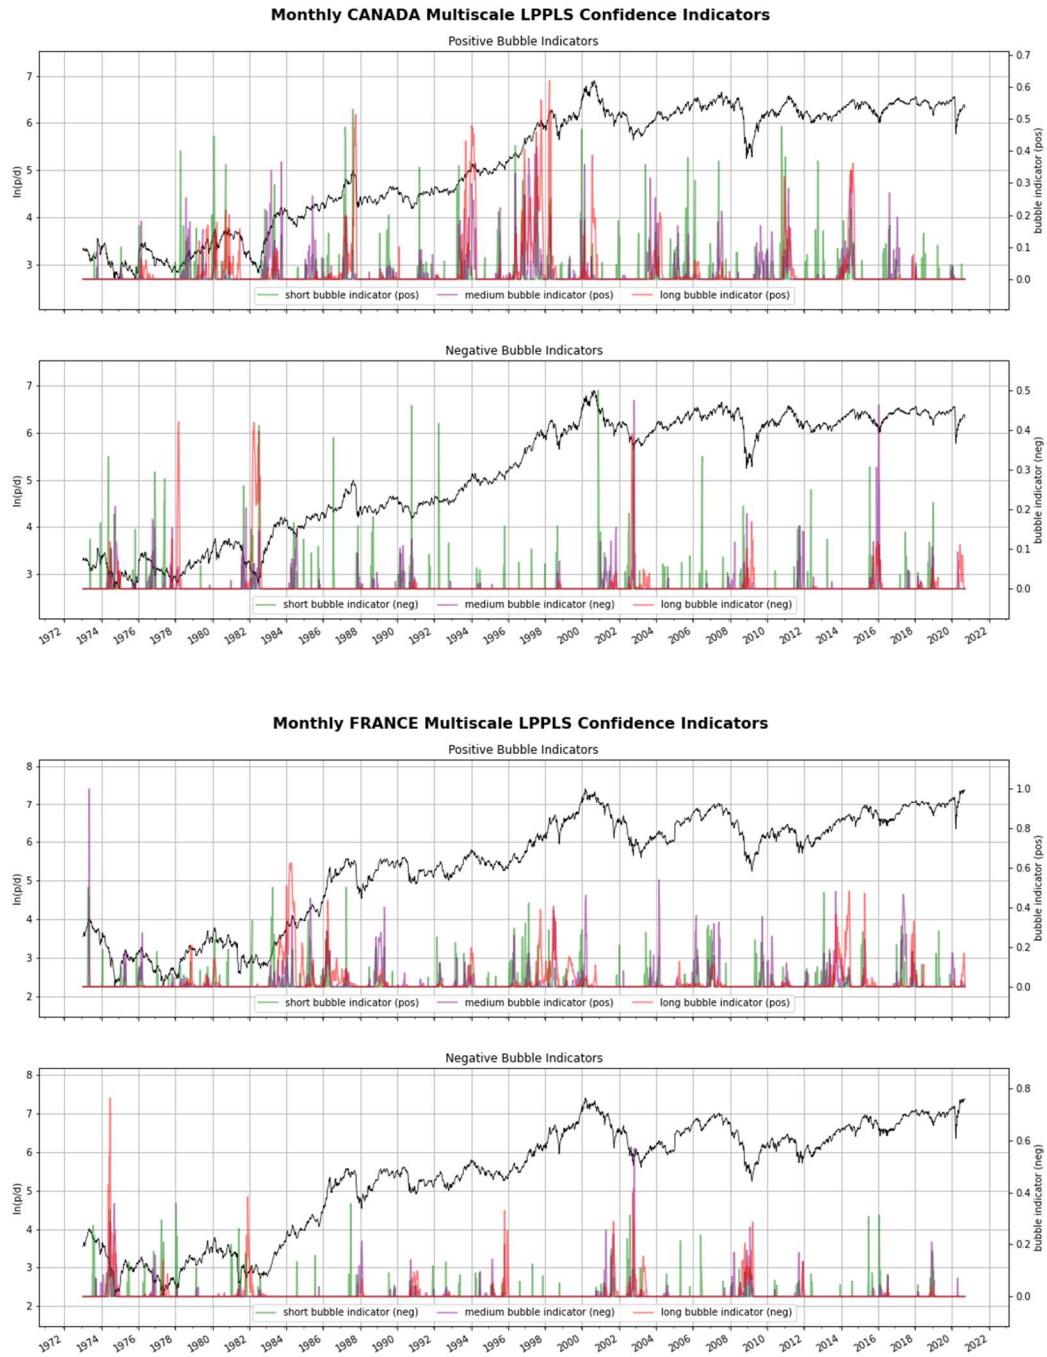 Monthly CANADA Multiscale LPPLS Confidence Indicators
Positive Bubble Indicators
7
6
5
4
3
ln(p/d)
0.7
0.6
0.5
0.4
0.3
0.2
0.1
0.0
bubble indicator (pos)
short bubble indicator (pos) medium bubble indicator (pos) long bubble indicator (pos)
Negative Bubble Indicators
7
6
5
4
3
ln(p/d)
0.5
0.4
0.3
0.2
0.1
0.0
bubble indicator (neg)
short bubble indicator (neg) medium bubble indicator (neg) long bubble indicator (neg)
1972 1974 1976 1978 1980 1982 1984 1986 1988 1990 1992 1994 1996 1998 2000 2002 2004 2006 2008 2010 2012 2014 2016 2018 2020 2022
Monthly FRANCE Multiscale LPPLS Confidence Indicators
Positive Bubble Indicators
8
7
6
5
4
3
2
ln(p/d)
1.0
0.8
0.6
0.4
0.2
0.0
bubble indicator (pos)
short bubble indicator (pos) medium bubble indicator (pos) long bubble indicator (pos)
Negative Bubble Indicators
8
7
6
5
4
3
2
ln(p/d)
0.8
0.6
0.4
0.2
0.0
bubble indicator (neg)
short bubble indicator (neg) medium bubble indicator (neg) long bubble indicator (neg)
1972 1974 1976 1978 1980 1982 1984 1986 1988 1990 1992 1994 1996 1998 2000 2002 2004 2006 2008 2010 2012 2014 2016 2018 2020 2022